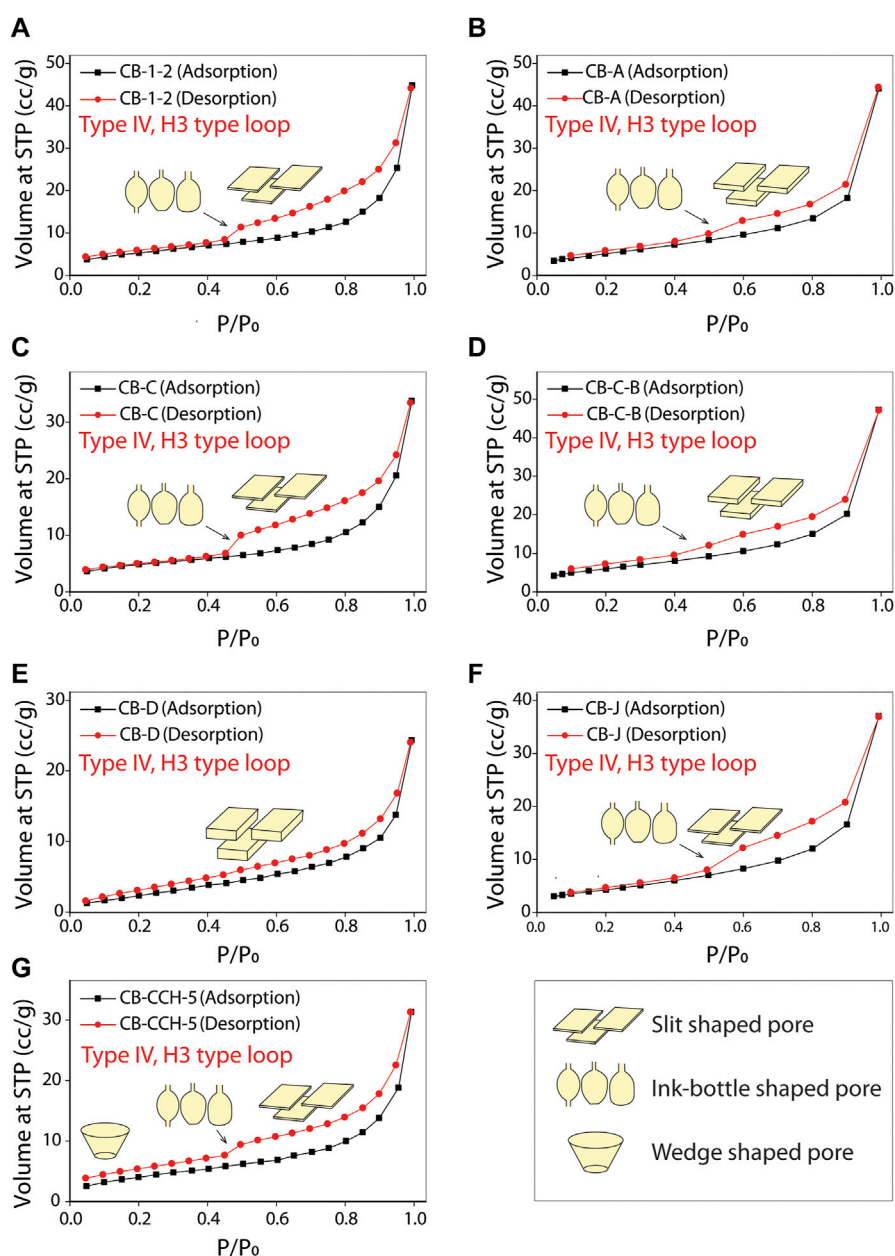 A
50
40
30
20
10
0
Volume at STP (cc/g)
CB-1-2 (Adsorption)
CB-1-2 (Desorption)
Type IV, H3 type loop
0.0 0.2 0.4 0.6 0.8 1.0
P/P₀
B
50
40
30
20
10
0
Volume at STP (cc/g)
CB-A (Adsorption)
CB-A (Desorption)
Type IV, H3 type loop
0.0 0.2 0.4 0.6 0.8 1.0
P/P₀
C
30
20
10
0
Volume at STP (cc/g)
CB-C (Adsorption)
CB-C (Desorption)
Type IV, H3 type loop
0.0 0.2 0.4 0.6 0.8 1.0
P/P₀
D
50
40
30
20
10
0
Volume at STP (cc/g)
CB-C-B (Adsorption)
CB-C-B (Desorption)
Type IV, H3 type loop
0.0 0.2 0.4 0.6 0.8 1.0
P/P₀
E
30
20
10
0
Volume at STP (cc/g)
CB-D (Adsorption)
CB-D (Desorption)
Type IV, H3 type loop
0.0 0.2 0.4 0.6 0.8 1.0
P/P₀
F
40
30
20
10
0
Volume at STP (cc/g)
CB-J (Adsorption)
CB-J (Desorption)
Type IV, H3 type loop
0.0 0.2 0.4 0.6 0.8 1.0
P/P₀
G
30
20
10
0
Volume at STP (cc/g)
CB-CCH-5 (Adsorption)
CB-CCH-5 (Desorption)
Type IV, H3 type loop
0.0 0.2 0.4 0.6 0.8 1.0
P/P₀
Slit shaped pore
Ink-bottle shaped pore
Wedge shaped pore